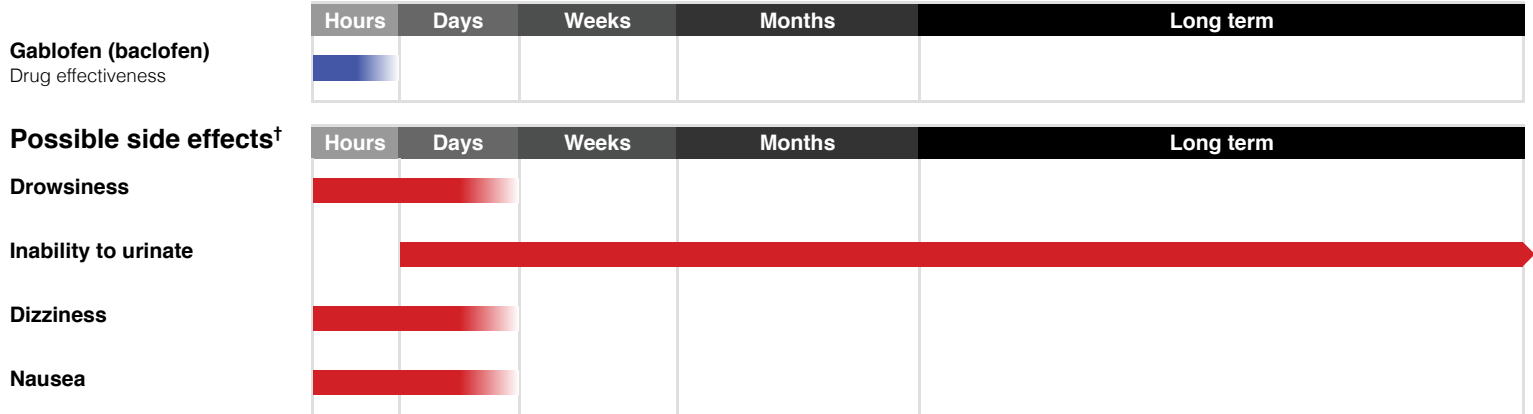 Hours Days Weeks Months Long term
Gablofen (baclofen)
Drug effectiveness
Possible side effects† Hours Days Weeks Months Long term
Drowsiness
Inability to urinate
Dizziness
Nausea